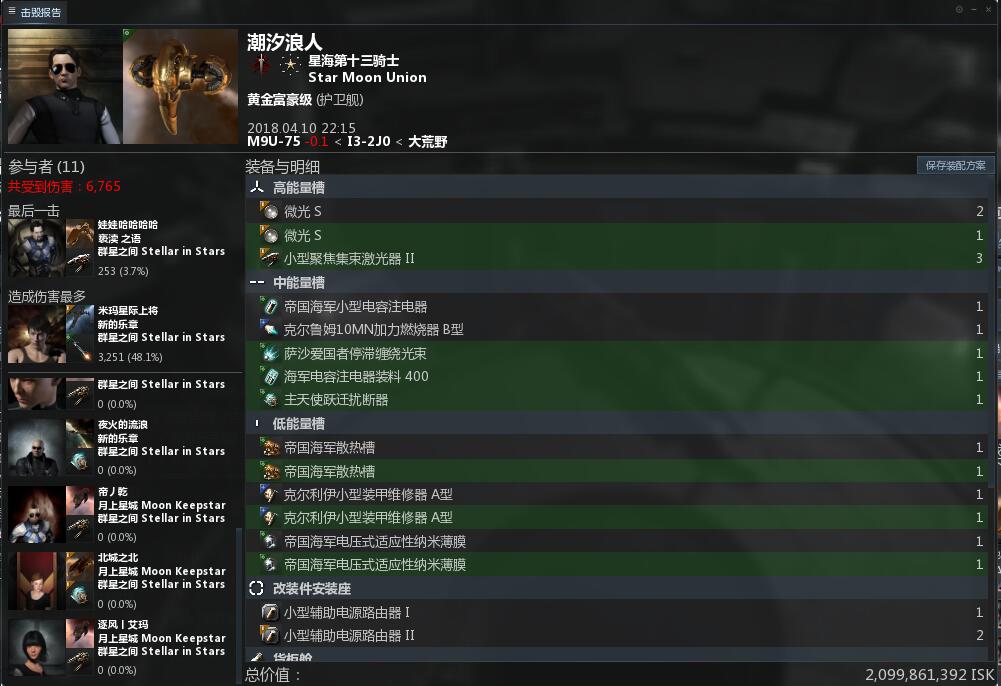 击毁报告
潮汐浪人
星海第十三骑士
Star Moon Union
黄金富豪级 (护卫舰)
2018.04.10 22:15
M9U-75 -0.1 < I3-2J0 < 大荒野
参与者 (11)
共受到伤害：6,765
最后一击
娃娃哈哈哈哈
亵渎 之语
群星之间 Stellar in Stars
253 (3.7%)
造成伤害最多
米玛星际上将
新的乐章
群星之间 Stellar in Stars
3,251 (48.1%)
群星之间 Stellar in Stars
0 (0.0%)
夜火的流浪
新的乐章
群星之间 Stellar in Stars
0 (0.0%)
帝丿乾
月上星城 Moon Keepstar
群星之间 Stellar in Stars
0 (0.0%)
北城之北
月上星城 Moon Keepstar
群星之间 Stellar in Stars
0 (0.0%)
逐风丨艾玛
月上星城 Moon Keepstar
群星之间 Stellar in Stars
0 (0.0%)
装备与明细
保存装配方案
高能量槽
微光 S 2
微光 S 1
小型聚焦集束激光器 II 3
中能量槽
帝国海军小型电容注电器 1
克尔鲁姆10MN加力燃烧器 B型 1
萨沙爱国者停滞缠绕光束 1
海军电容注电器装料 400 1
主天使跃迁扰断器 1
低能量槽
帝国海军散热槽 1
帝国海军散热槽 1
克尔利伊小型装甲维修器 A型 1
克尔利伊小型装甲维修器 A型 1
帝国海军电压式适应性纳米薄膜 1
帝国海军电压式适应性纳米薄膜 1
改装件安装座
小型辅助电源路由器 I 1
小型辅助电源路由器 II 2
货柜舱
总价值： 2,099,861,392 ISK